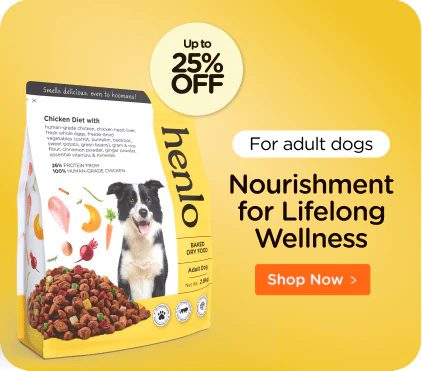 Up to
25%
OFF
Smells delicious, even to hoomans!
Chicken Diet with
human-grade chicken, chicken heart-liver,
fresh whole eggs, freeze-dried
vegetables (carrot, pumpkin, beetroot,
sweet potato, green beans), gram & rice
flour, cinnamon powder, ginger powder,
essential vitamins & minerals
26% PROTEIN FROM
100% HUMAN-GRADE CHICKEN
henlo
BAKED
DRY FOOD
Adult Dog
For adult dogs
Nourishment
for Lifelong
Wellness
Shop Now >